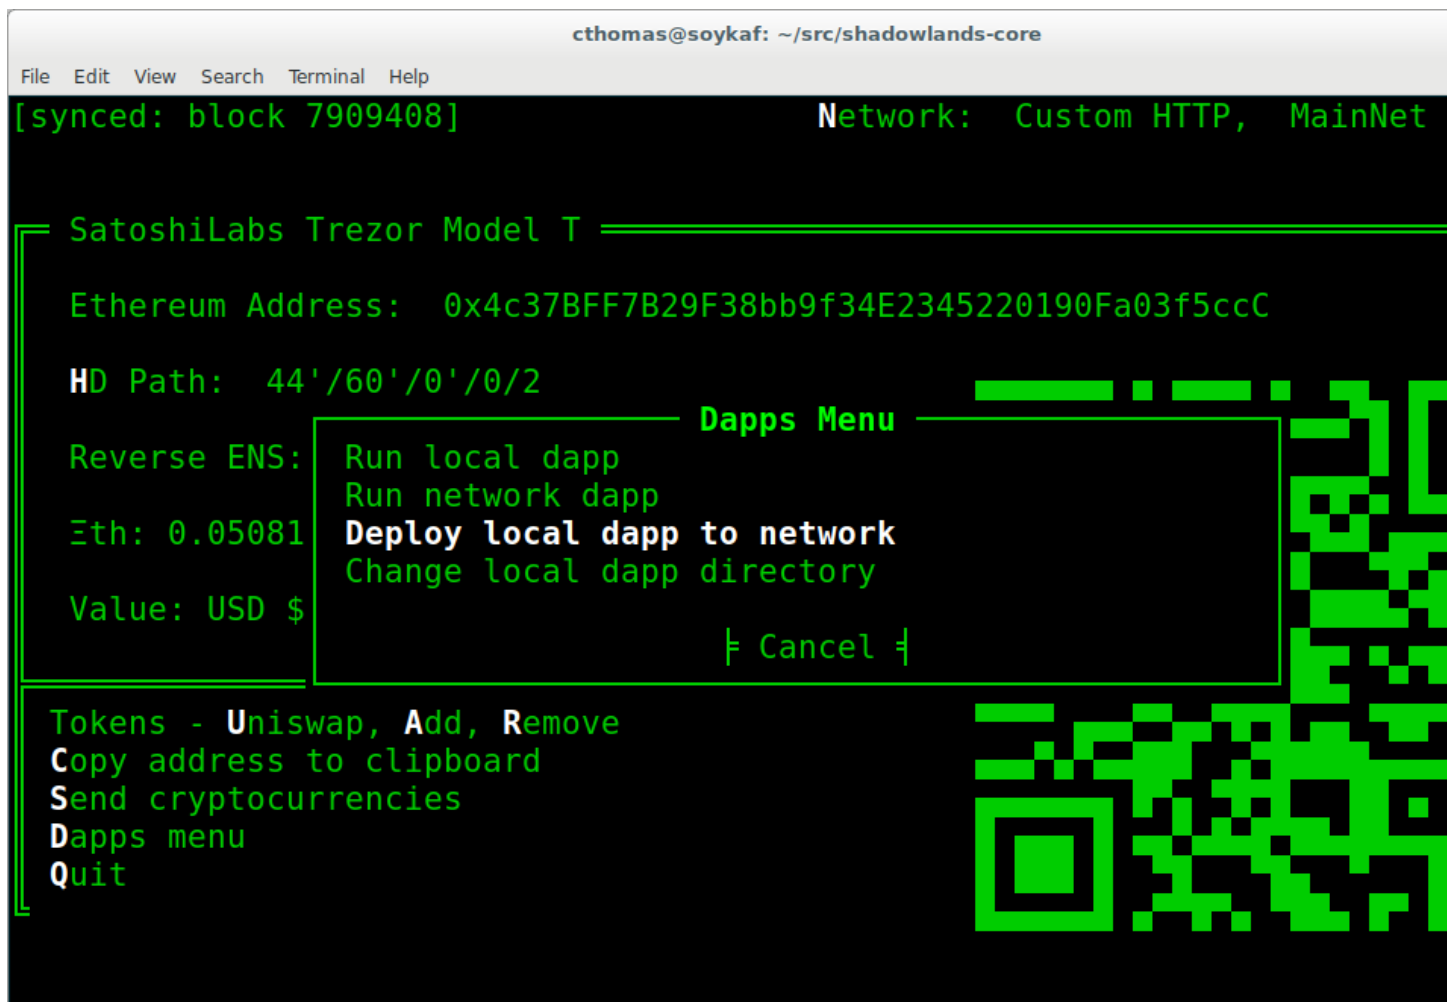 cthomas@soykaf: ~/src/shadowlands-core
File Edit View Search Terminal Help
[synced: block 7909408] Network: Custom HTTP, MainNet
SatoshiLabs Trezor Model T
Ethereum Address: 0x4c37BFF7B29F38bb9f34E2345220190Fa03f5ccC
HD Path: 44'/60'/0'/0/2
Dapps Menu
Reverse ENS: Run local dapp
Run network dapp
Ξth: 0.05081 Deploy local dapp to network
Change local dapp directory
Value: USD $
Cancel
Tokens - Uniswap, Add, Remove
Copy address to clipboard
Send cryptocurrencies
Dapps menu
Quit